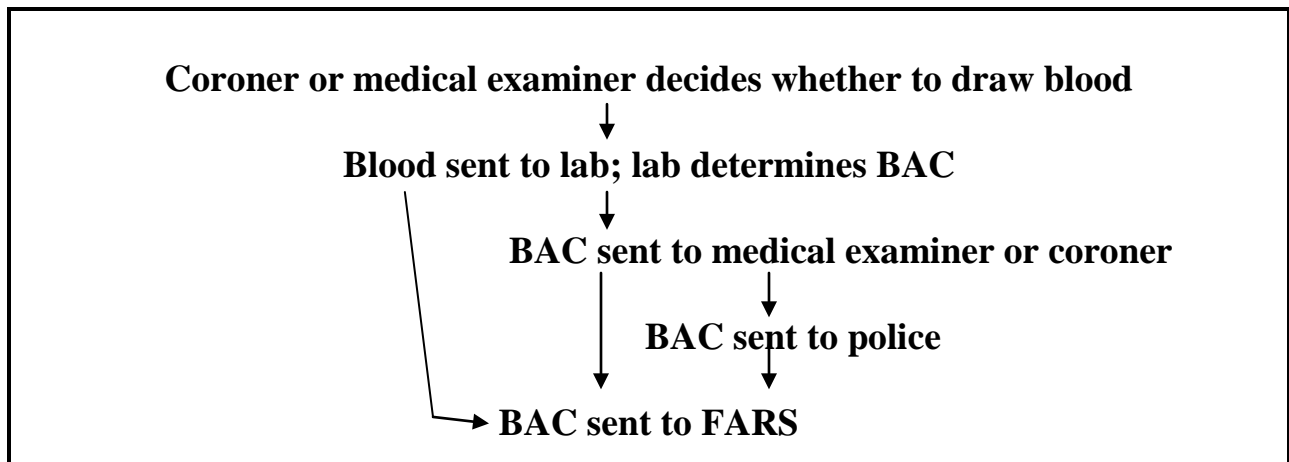 Coroner or medical examiner decides whether to draw blood
Blood sent to lab; lab determines BAC
BAC sent to medical examiner or coroner
BAC sent to police
BAC sent to FARS